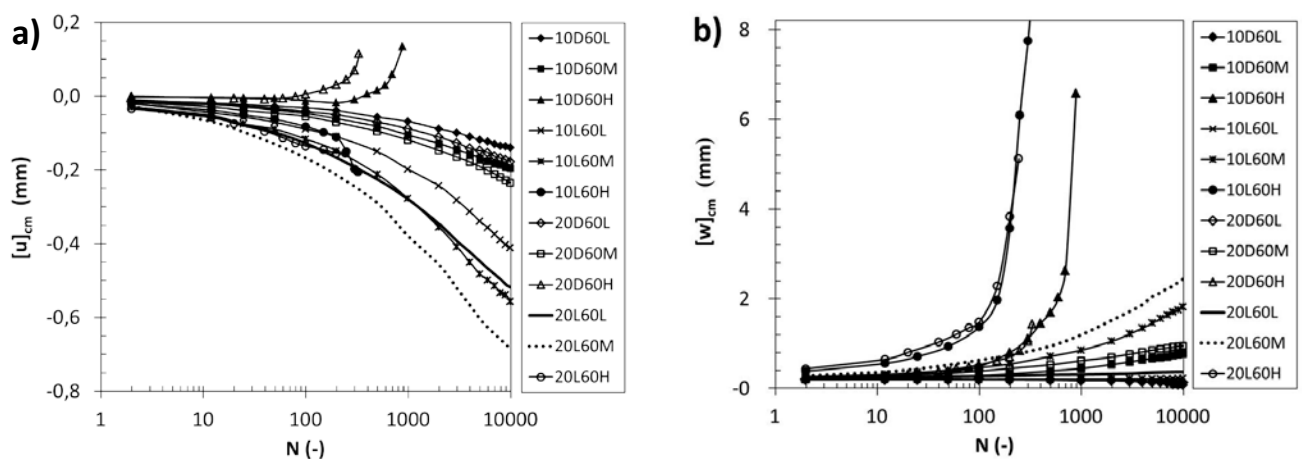 a)
0,2
0,0
-0,2
-0,4
-0,6
-0,8
[u]cm (mm)
1
10
100
1000
10000
N (-)
10D60L
10D60M
10D60H
10L60L
10L60M
10L60H
20D60L
20D60M
20D60H
20L60L
20L60M
20L60H
b)
8
6
4
2
-0
[w]cm (mm)
1
10
100
1000
10000
N (-)
10D60L
10D60M
10D60H
10L60L
10L60M
10L60H
20D60L
20D60M
20D60H
20L60L
20L60M
20L60H